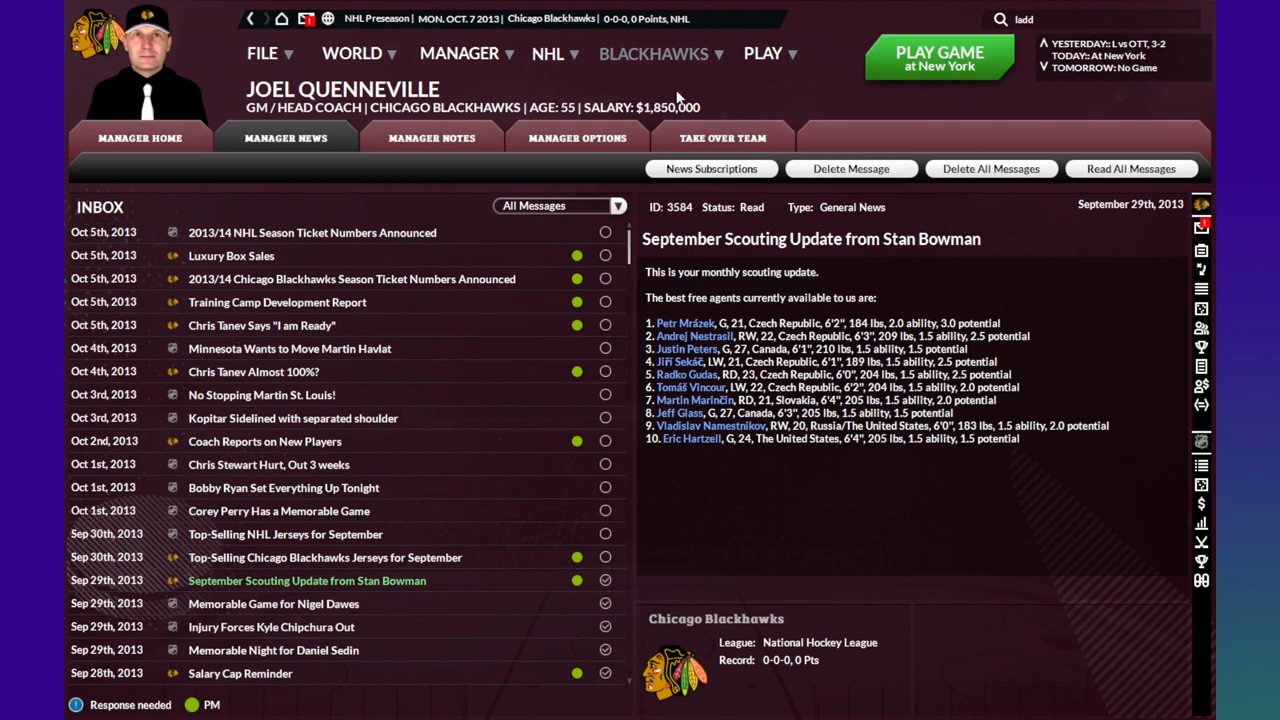 NHL Preseason | MON. OCT. 7 2013 | Chicago Blackhawks | 0-0-0, 0 Points, NHL
ladd
FILE WORLD MANAGER NHL BLACKHAWKS PLAY
PLAY GAME
at New York
YESTERDAY:: L vs OTT, 3-2
TODAY:: At New York
TOMORROW: No Game
JOEL QUENNEVILLE
GM / HEAD COACH | CHICAGO BLACKHAWKS | AGE: 55 | SALARY: $1,850,000
MANAGER HOME MANAGER NEWS MANAGER NOTES MANAGER OPTIONS TAKE OVER TEAM
News Subscriptions Delete Message Delete All Messages Read All Messages
INBOX All Messages
Oct 5th, 2013 2013/14 NHL Season Ticket Numbers Announced
Oct 5th, 2013 Luxury Box Sales
Oct 5th, 2013 2013/14 Chicago Blackhawks Season Ticket Numbers Announced
Oct 5th, 2013 Training Camp Development Report
Oct 5th, 2013 Chris Tanev Says "I am Ready"
Oct 4th, 2013 Minnesota Wants to Move Martin Havlat
Oct 4th, 2013 Chris Tanev Almost 100%?
Oct 3rd, 2013 No Stopping Martin St. Louis!
Oct 3rd, 2013 Kopitar Sidelined with separated shoulder
Oct 2nd, 2013 Coach Reports on New Players
Oct 1st, 2013 Chris Stewart Hurt, Out 3 weeks
Oct 1st, 2013 Bobby Ryan Set Everything Up Tonight
Oct 1st, 2013 Corey Perry Has a Memorable Game
Sep 30th, 2013 Top-Selling NHL Jerseys for September
Sep 30th, 2013 Top-Selling Chicago Blackhawks Jerseys for September
Sep 29th, 2013 September Scouting Update from Stan Bowman
Sep 29th, 2013 Memorable Game for Nigel Dawes
Sep 29th, 2013 Injury Forces Kyle Chipchura Out
Sep 29th, 2013 Memorable Night for Daniel Sedin
Sep 28th, 2013 Salary Cap Reminder
Response needed PM
ID: 3584 Status: Read Type: General News September 29th, 2013
September Scouting Update from Stan Bowman
This is your monthly scouting update.
The best free agents currently available to us are:
1. Petr Mrázek, G, 21, Czech Republic, 6'2", 184 lbs, 2.0 ability, 3.0 potential
2. Andrej Nestrasil, RW, 22, Czech Republic, 6'3", 209 lbs, 1.5 ability, 2.5 potential
3. Justin Peters, G, 27, Canada, 6'1", 210 lbs, 1.5 ability, 1.5 potential
4. Jiří Sekáč, LW, 21, Czech Republic, 6'1", 189 lbs, 1.5 ability, 2.5 potential
5. Radko Gudas, RD, 23, Czech Republic, 6'0", 204 lbs, 1.5 ability, 2.5 potential
6. Tomáš Vincour, LW, 22, Czech Republic, 6'2", 204 lbs, 1.5 ability, 2.0 potential
7. Martin Marinčin, RD, 21, Slovakia, 6'4", 205 lbs, 1.5 ability, 2.0 potential
8. Jeff Glass, G, 27, Canada, 6'3", 205 lbs, 1.5 ability, 1.5 potential
9. Vladislav Namestnikov, RW, 20, Russia/The United States, 6'0", 183 lbs, 1.5 ability, 2.0 potential
10. Eric Hartzell, G, 24, The United States, 6'4", 205 lbs, 1.5 ability, 1.5 potential
Chicago Blackhawks
League: National Hockey League
Record: 0-0-0, 0 Pts